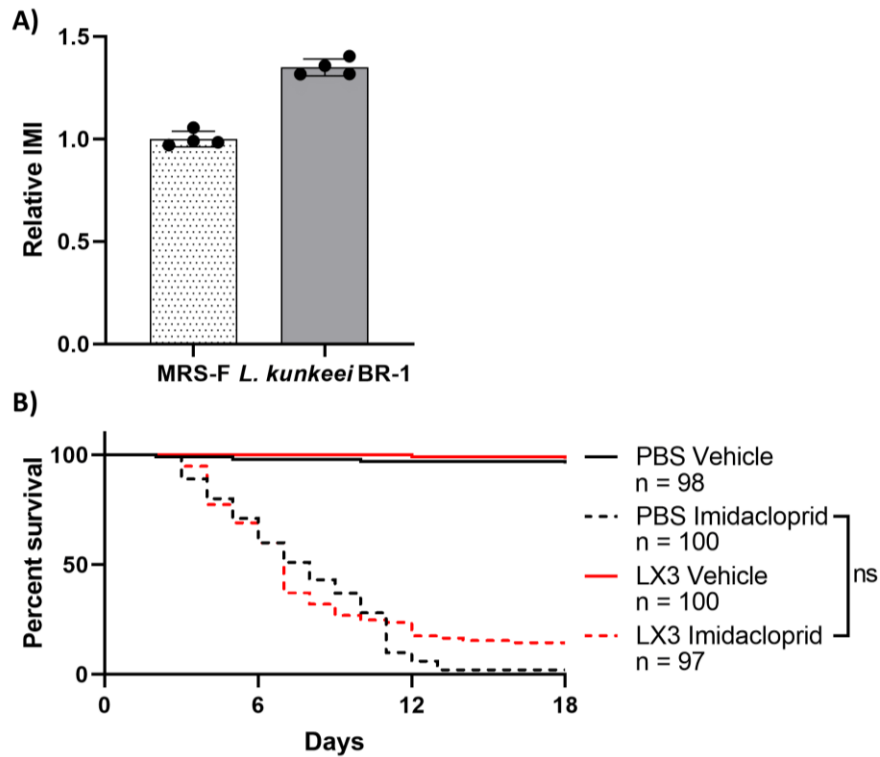 A)
Relative IMI
1.5
1.0
0.5
0.0
MRS-F L. kunkeei BR-1
B)
Percent survival
100
50
0
0 6 12 18
Days
PBS Vehicle
n = 98
PBS Imidacloprid
n = 100
LX3 Vehicle
n = 100
LX3 Imidacloprid
n = 97
ns